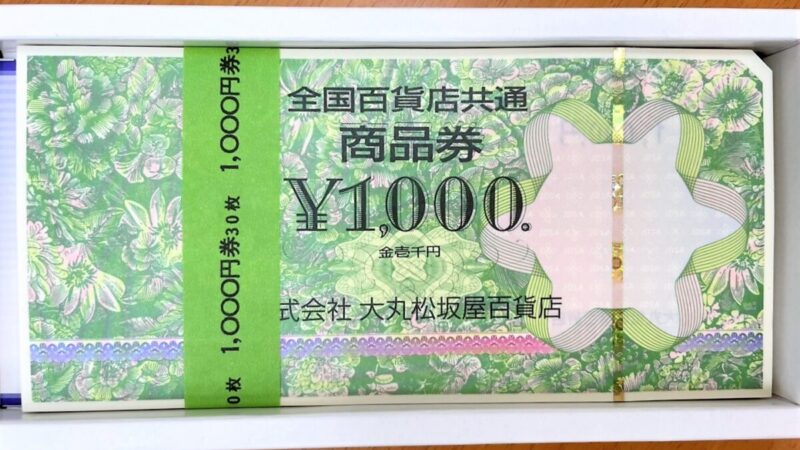 全国百貨店共通
商品券
¥1,000.
金壱千円
式会社 大丸松坂屋百貨店
0枚 1,000円券30枚 1,000円券3